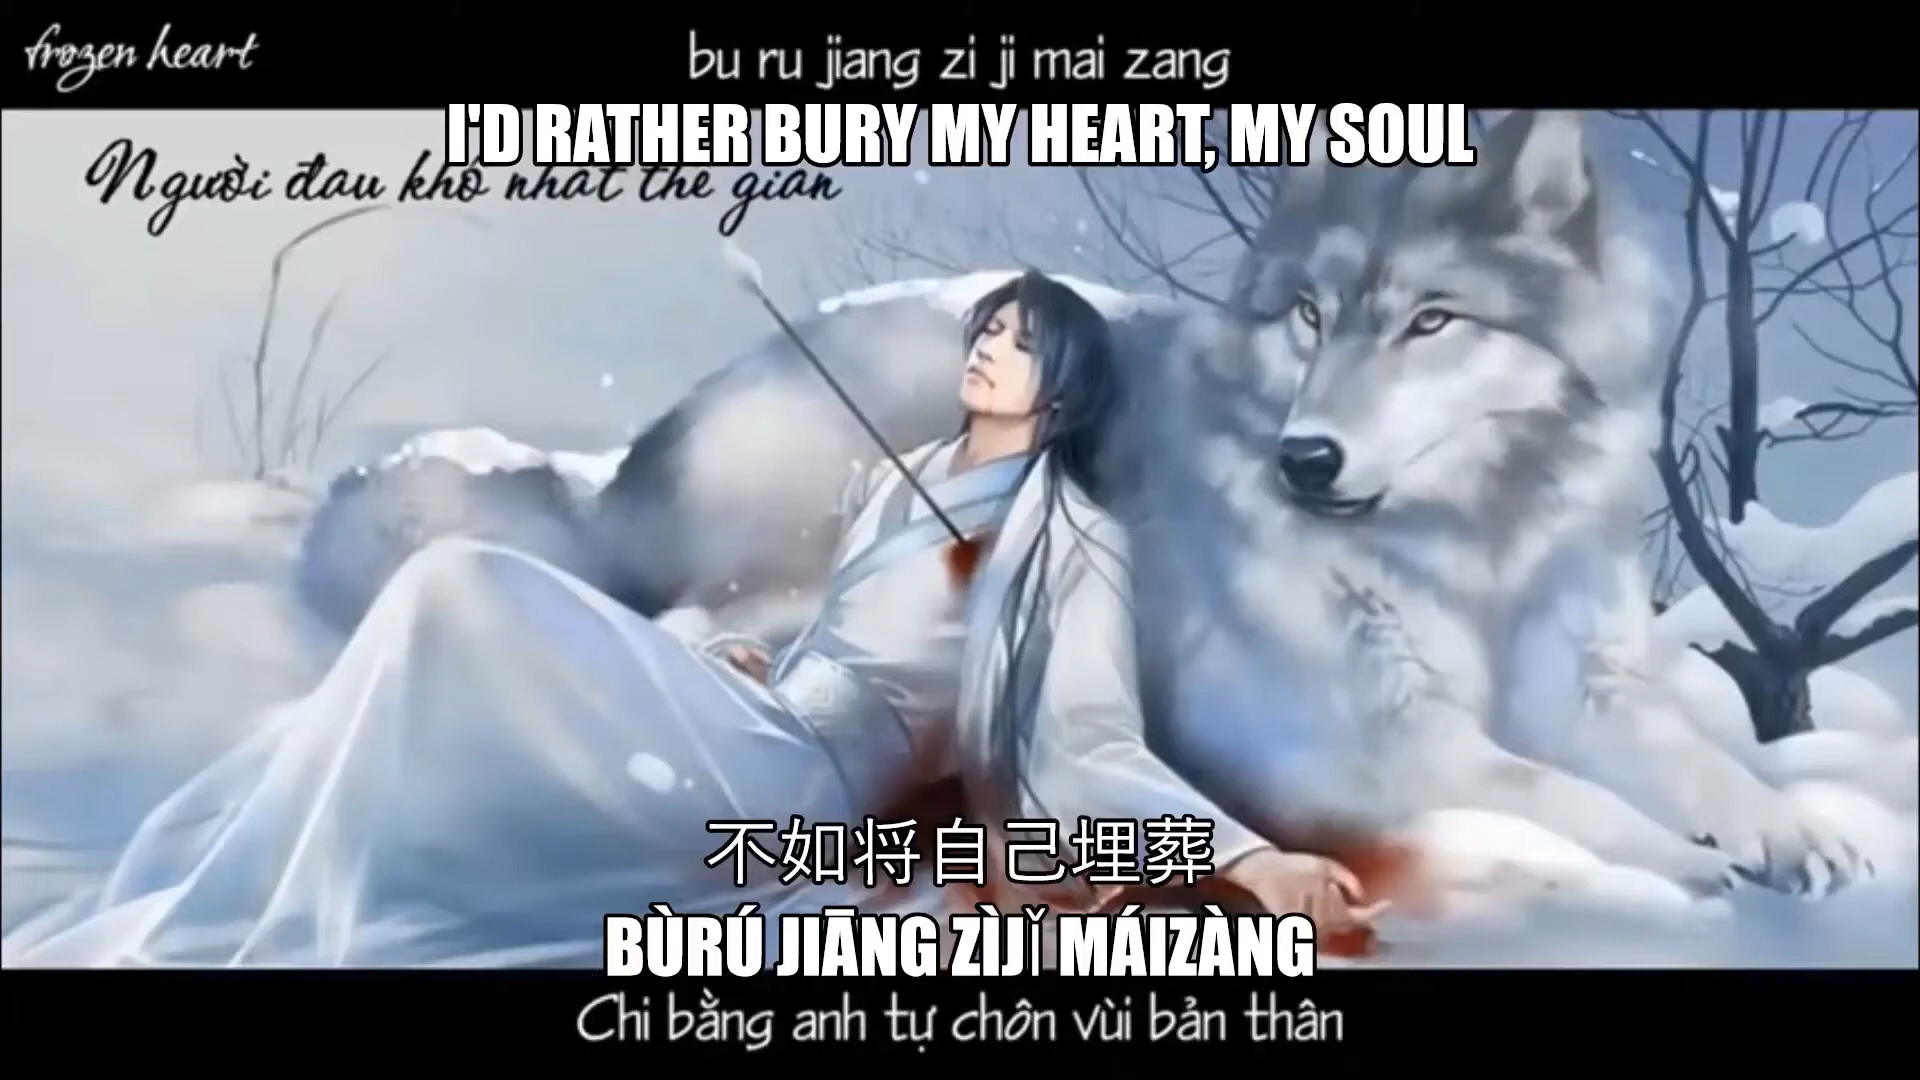 frozen heart
bu ru jiang zi ji mai zang
I'D RATHER BURY MY HEART, MY SOUL
Người đau khổ nhất thế gian
不如将自己埋葬
BÙRÚ JIĀNG ZÌJǏ MÁIZÀNG
Chi bằng anh tự chôn vùi bản thân